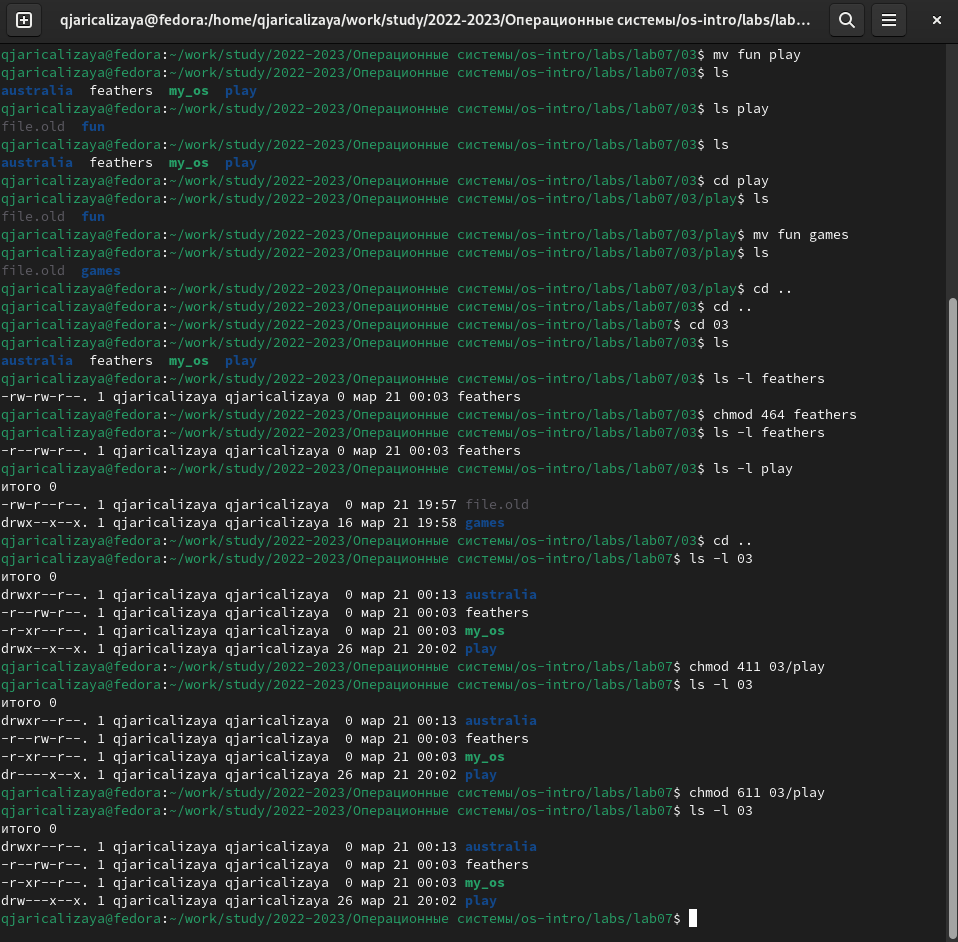 qjaricalizaya@fedora:/home/qjaricalizaya/work/study/2022-2023/Операционные системы/os-intro/labs/lab...
qjaricalizaya@fedora:~/work/study/2022-2023/Операционные системы/os-intro/labs/lab07/03$ mv fun play
qjaricalizaya@fedora:~/work/study/2022-2023/Операционные системы/os-intro/labs/lab07/03$ ls
australia  feathers  my_os  play
qjaricalizaya@fedora:~/work/study/2022-2023/Операционные системы/os-intro/labs/lab07/03$ ls play
file.old  fun
qjaricalizaya@fedora:~/work/study/2022-2023/Операционные системы/os-intro/labs/lab07/03$ ls
australia  feathers  my_os  play
qjaricalizaya@fedora:~/work/study/2022-2023/Операционные системы/os-intro/labs/lab07/03$ cd play
qjaricalizaya@fedora:~/work/study/2022-2023/Операционные системы/os-intro/labs/lab07/03/play$ ls
file.old  fun
qjaricalizaya@fedora:~/work/study/2022-2023/Операционные системы/os-intro/labs/lab07/03/play$ mv fun games
qjaricalizaya@fedora:~/work/study/2022-2023/Операционные системы/os-intro/labs/lab07/03/play$ ls
file.old  games
qjaricalizaya@fedora:~/work/study/2022-2023/Операционные системы/os-intro/labs/lab07/03/play$ cd ..
qjaricalizaya@fedora:~/work/study/2022-2023/Операционные системы/os-intro/labs/lab07/03$ cd ..
qjaricalizaya@fedora:~/work/study/2022-2023/Операционные системы/os-intro/labs/lab07$ cd 03
qjaricalizaya@fedora:~/work/study/2022-2023/Операционные системы/os-intro/labs/lab07/03$ ls
australia  feathers  my_os  play
qjaricalizaya@fedora:~/work/study/2022-2023/Операционные системы/os-intro/labs/lab07/03$ ls -l feathers
-rw-rw-r--. 1 qjaricalizaya qjaricalizaya 0 мар 21 00:03 feathers
qjaricalizaya@fedora:~/work/study/2022-2023/Операционные системы/os-intro/labs/lab07/03$ chmod 464 feathers
qjaricalizaya@fedora:~/work/study/2022-2023/Операционные системы/os-intro/labs/lab07/03$ ls -l feathers
-r--rw-r--. 1 qjaricalizaya qjaricalizaya 0 мар 21 00:03 feathers
qjaricalizaya@fedora:~/work/study/2022-2023/Операционные системы/os-intro/labs/lab07/03$ ls -l play
итого 0
-rw-r--r--. 1 qjaricalizaya qjaricalizaya  0 мар 21 19:57 file.old
drwx--x--x. 1 qjaricalizaya qjaricalizaya 16 мар 21 19:58 games
qjaricalizaya@fedora:~/work/study/2022-2023/Операционные системы/os-intro/labs/lab07/03$ cd ..
qjaricalizaya@fedora:~/work/study/2022-2023/Операционные системы/os-intro/labs/lab07$ ls -l 03
итого 0
drwxr--r--. 1 qjaricalizaya qjaricalizaya  0 мар 21 00:13 australia
-r--rw-r--. 1 qjaricalizaya qjaricalizaya  0 мар 21 00:03 feathers
-r-xr--r--. 1 qjaricalizaya qjaricalizaya  0 мар 21 00:03 my_os
drwx--x--x. 1 qjaricalizaya qjaricalizaya 26 мар 21 20:02 play
qjaricalizaya@fedora:~/work/study/2022-2023/Операционные системы/os-intro/labs/lab07$ chmod 411 03/play
qjaricalizaya@fedora:~/work/study/2022-2023/Операционные системы/os-intro/labs/lab07$ ls -l 03
итого 0
drwxr--r--. 1 qjaricalizaya qjaricalizaya  0 мар 21 00:13 australia
-r--rw-r--. 1 qjaricalizaya qjaricalizaya  0 мар 21 00:03 feathers
-r-xr--r--. 1 qjaricalizaya qjaricalizaya  0 мар 21 00:03 my_os
dr----x--x. 1 qjaricalizaya qjaricalizaya 26 мар 21 20:02 play
qjaricalizaya@fedora:~/work/study/2022-2023/Операционные системы/os-intro/labs/lab07$ chmod 611 03/play
qjaricalizaya@fedora:~/work/study/2022-2023/Операционные системы/os-intro/labs/lab07$ ls -l 03
итого 0
drwxr--r--. 1 qjaricalizaya qjaricalizaya  0 мар 21 00:13 australia
-r--rw-r--. 1 qjaricalizaya qjaricalizaya  0 мар 21 00:03 feathers
-r-xr--r--. 1 qjaricalizaya qjaricalizaya  0 мар 21 00:03 my_os
drw---x--x. 1 qjaricalizaya qjaricalizaya 26 мар 21 20:02 play
qjaricalizaya@fedora:~/work/study/2022-2023/Операционные системы/os-intro/labs/lab07$